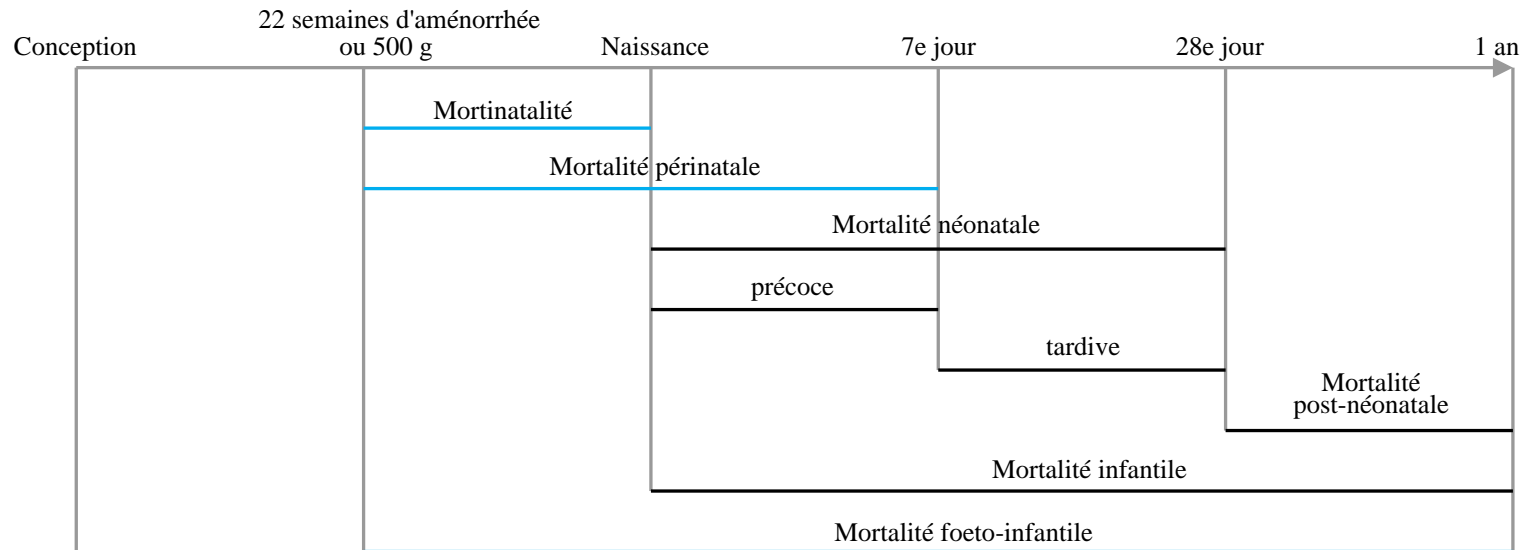 22 semaines d'aménorrhée
Conception ou 500 g Naissance 7e jour 28e jour 1 an
Mortinatalité
Mortalité périnatale
Mortalité néonatale
précoce
tardive
Mortalité
post-néonatale
Mortalité infantile
Mortalité foeto-infantile